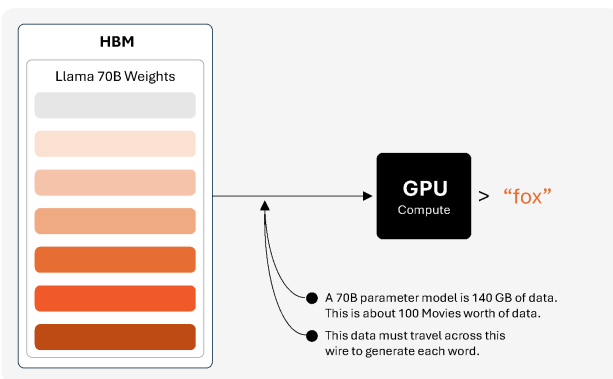 HBM
Llama 70B Weights
GPU
Compute
> “fox”
A 70B parameter model is 140 GB of data.
This is about 100 Movies worth of data.
This data must travel across this
wire to generate each word.